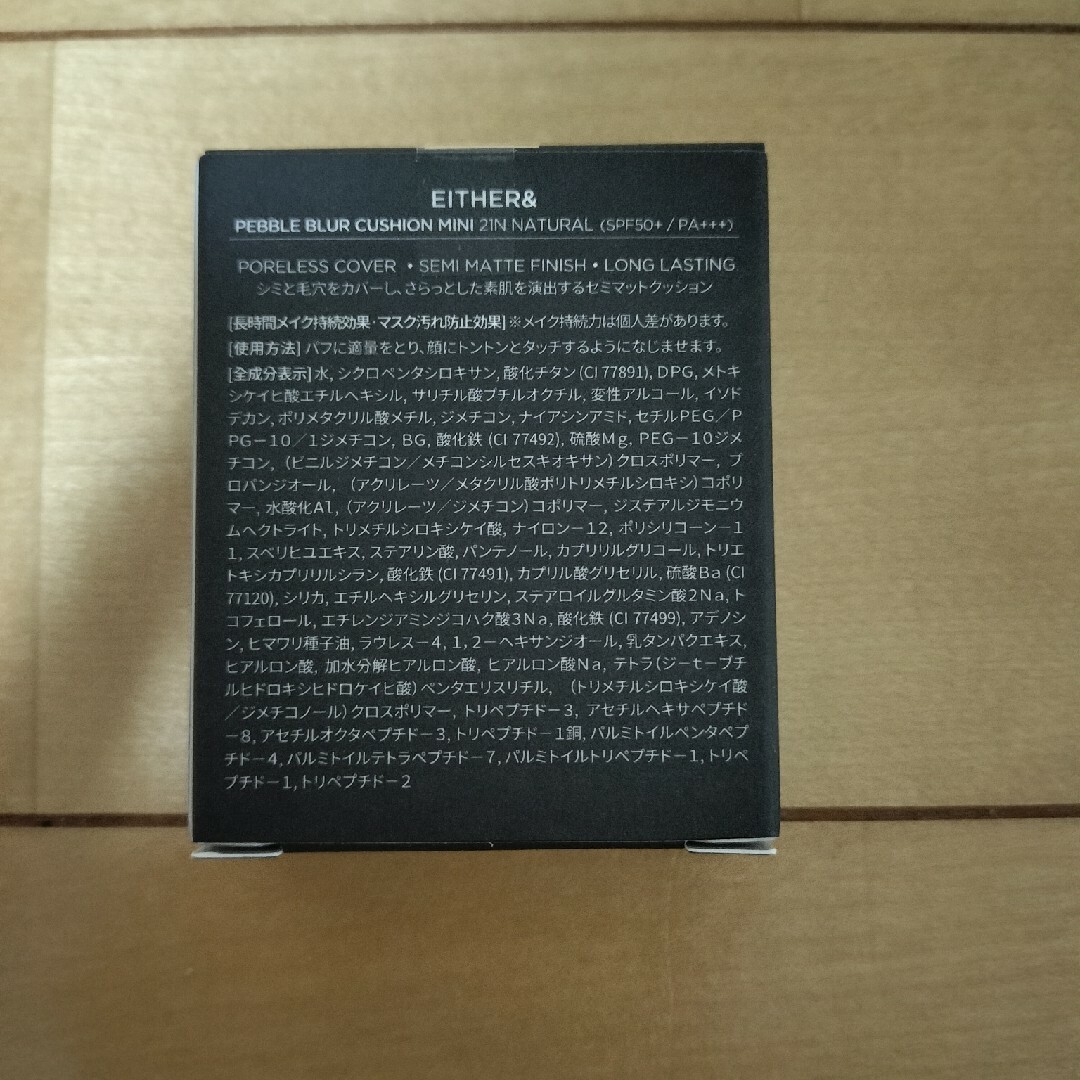 EITHER&
PEBBLE BLUR CUSHION MINI 21N NATURAL (SPF50+ / PA+++)
PORELESS COVER • SEMI MATTE FINISH • LONG LASTING
シミと毛穴をカバーし、さらっとした素肌を演出するセミマットクッション
[長時間メイク持続効果・マスク汚れ防止効果] ※メイク持続力は個人差があります。
[使用方法] パフに適量をとり、顔にトントンとタッチするようになじませます。
[全成分表示] 水, シクロペンタシロキサン, 酸化チタン (CI 77891), DPG, メトキ
シケイヒ酸エチルヘキシル, サリチル酸ブチルオクチル, 変性アルコール, イソド
デカン, ポリメタクリル酸メチル, ジメチコン, ナイアシンアミド, セチルPEG/P
PG－10/1ジメチコン, BG, 酸化鉄 (CI 77492), 硫酸Mg, PEG－10ジメ
チコン, (ビニルジメチコン/メチコンシルセスキオキサン) クロスポリマー, プ
ロパンジオール, (アクリレーツ/メタクリル酸ポリトリメチルシロキシ) コポリ
マー, 水酸化Al, (アクリレーツ/ジメチコン) コポリマー, ジステアルジモニウ
ムヘクトライト, トリメチルシロキシケイ酸, ナイロン－12, ポリシリコーン－1
1, スベリヒユエキス, ステアリン酸, パンテノール, カプリリルグリコール, トリエ
トキシカプリリルシラン, 酸化鉄 (CI 77491), カプリル酸グリセリル, 硫酸Ba (CI
77120), シリカ, エチルヘキシルグリセリン, ステアロイルグルタミン酸2Na, ト
コフェロール, エチレンジアミンジコハク酸3Na, 酸化鉄 (CI 77499), アデノシ
ン, ヒマワリ種子油, ラウレス－4, 1, 2－ヘキサンジオール, 乳タンパクエキス,
ヒアルロン酸, 加水分解ヒアルロン酸, ヒアルロン酸Na, テトラ(ジ－t－ブチ
ルヒドロキシヒドロケイヒ酸) ペンタエリスリチル, (トリメチルシロキシケイ酸
/ジメチコノール) クロスポリマー, トリペプチド－3, アセチルヘキサペプチド
－8, アセチルオクタペプチド－3, トリペプチド－1銅, パルミトイルペンタペプ
チド－4, パルミトイルテトラペプチド－7, パルミトイルトリペプチド－1, トリペ
プチド－1, トリペプチド－2